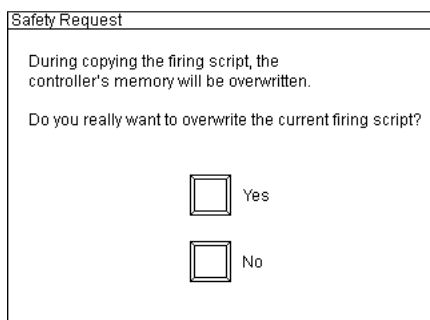 Safety Request
During copying the firing script, the
controller's memory will be overwritten.
Do you really want to overwrite the current firing script?
Yes
No